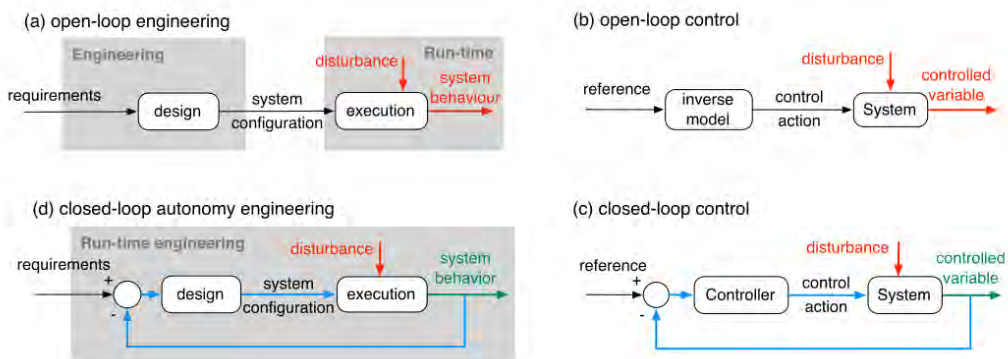 (a) open-loop engineering
Engineering
Run-time
disturbance
system
behaviour
requirements
design
system
configuration
execution
(b) open-loop control
disturbance
controlled
variable
reference
inverse
model
control
action
System
(d) closed-loop autonomy engineering
Run-time engineering
disturbance
system
behavior
requirements
+
-
design
system
configuration
execution
(c) closed-loop control
disturbance
controlled
variable
reference
+
-
Controller
control
action
System